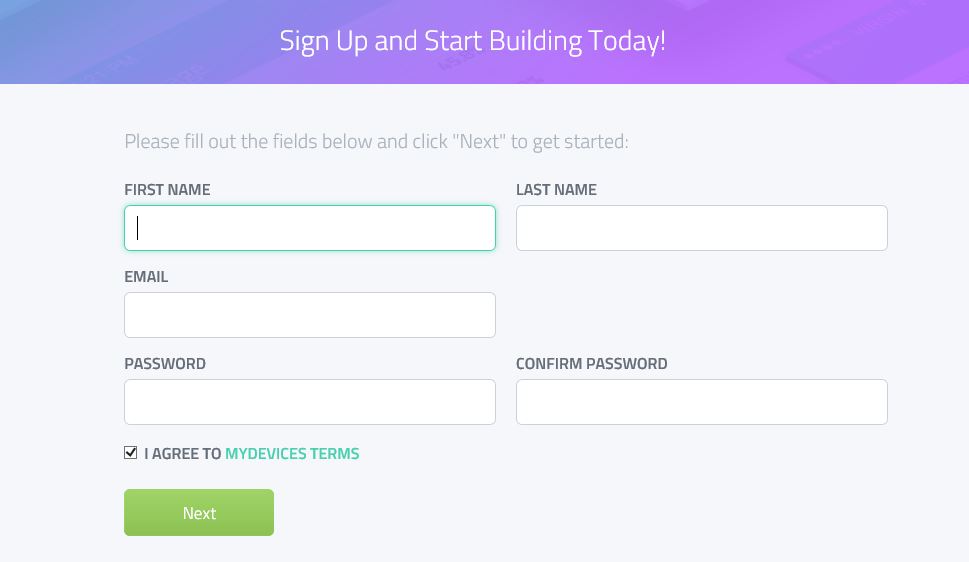 Sign Up and Start Building Today!
Please fill out the fields below and click "Next" to get started:
FIRST NAME
LAST NAME
EMAIL
PASSWORD
CONFIRM PASSWORD
I AGREE TO MYDEVICES TERMS
Next